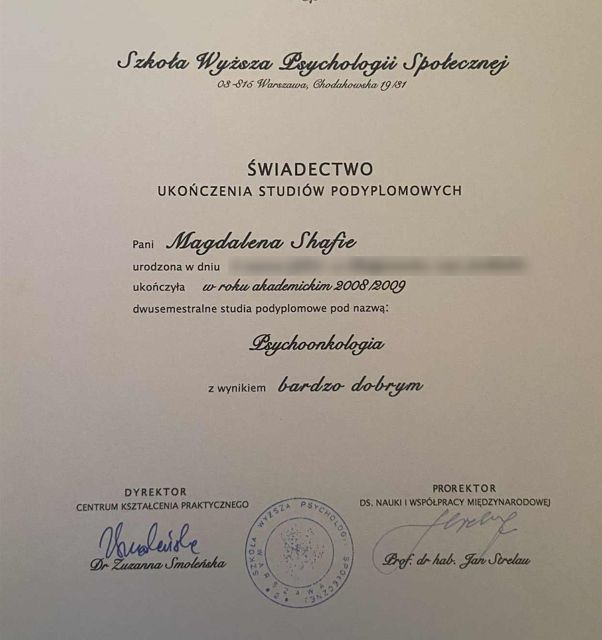 Szkoła Wyższa Psychologii Społecznej
03-815 Warszawa, Chodakowska 19/31
ŚWIADECTWO
UKOŃCZENIA STUDIÓW PODYPLOMOWYCH
Pani Magdalena Shafie
urodzona w dniu
ukończyła w roku akademickim 2008/2009
dwusemestralne studia podyplomowe pod nazwą:
Psychoonkologia
z wynikiem bardzo dobrym
DYREKTOR
CENTRUM KSZTAŁCENIA PRAKTYCZNEGO
Dr Zuzanna Smoleńska
PROREKTOR
DS. NAUKI I WSPÓŁPRACY MIĘDZYNARODOWEJ
Prof. dr hab. Jan Strelau
SZKOŁA WYŻSZA PSYCHOLOGII SPOŁECZNEJ
WARSZAWA